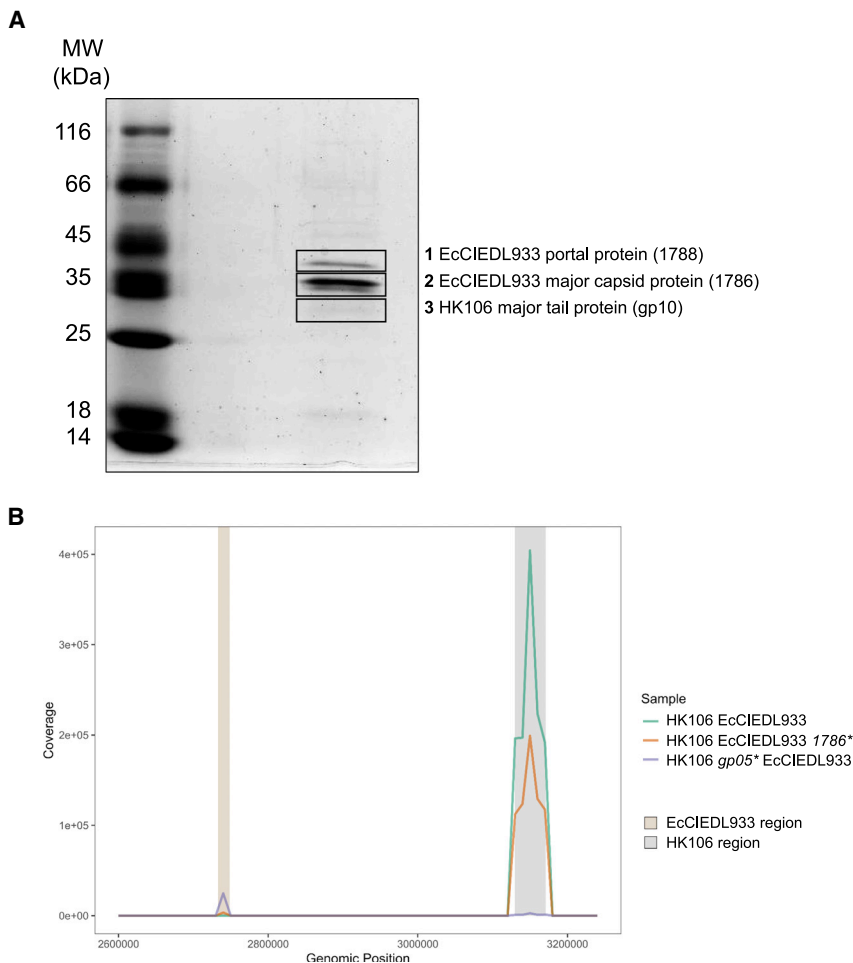 A
MW
(kDa)
116
66
45
35
25
18
14
1 EcCIEDL933 portal protein (1788)
2 EcCIEDL933 major capsid protein (1786)
3 HK106 major tail protein (gp10)
B
4e+05
3e+05
2e+05
1e+05
0e+00
Coverage
2600000
2800000
3000000
3200000
Genomic Position
Sample
HK106 EcCIEDL933
HK106 EcCIEDL933 1786*
HK106 gp05* EcCIEDL933
EcCIEDL933 region
HK106 region